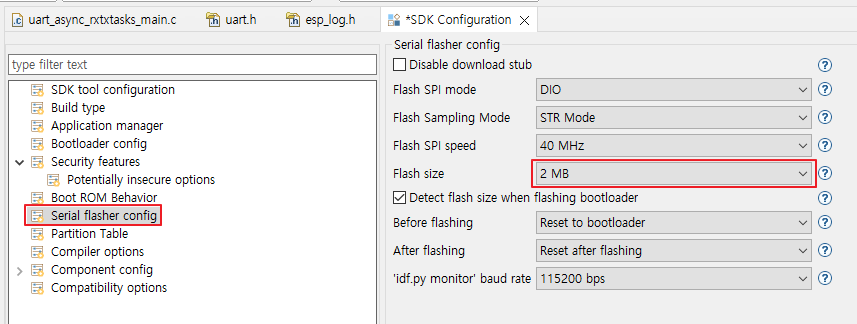 uart_async_rxtxtasks_main.c
uart.h
esp_log.h
*SDK Configuration
type filter text
SDK tool configuration
Build type
Application manager
Bootloader config
Security features
Potentially insecure options
Boot ROM Behavior
Serial flasher config
Partition Table
Compiler options
Component config
Compatibility options
Serial flasher config
Disable download stub
Flash SPI mode DIO
Flash Sampling Mode STR Mode
Flash SPI speed 40 MHz
Flash size 2 MB
Detect flash size when flashing bootloader
Before flashing Reset to bootloader
After flashing Reset after flashing
'idf.py monitor' baud rate 115200 bps